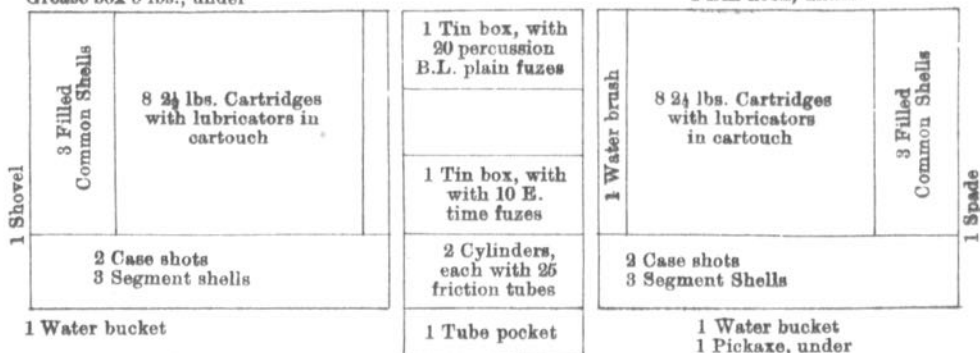 Grease box 3 lbs., under
3 Filled
Common Shells
8 2½ lbs. Cartridges
with lubricators in
cartouch
1 Shovel
2 Case shots
3 Segment shells
1 Water bucket
1 Tin box, with
20 percussion
B.L. plain fuzes
1 Tin box, with
with 10 E.
time fuzes
2 Cylinders,
each with 25
friction tubes
1 Tube pocket
1 Water brush
8 2½ lbs. Cartridges
with lubricators
in cartouch
3 Filled
Common Shells
1 Spade
2 Case shots
3 Segment Shells
1 Water bucket
1 Pickaxe, under